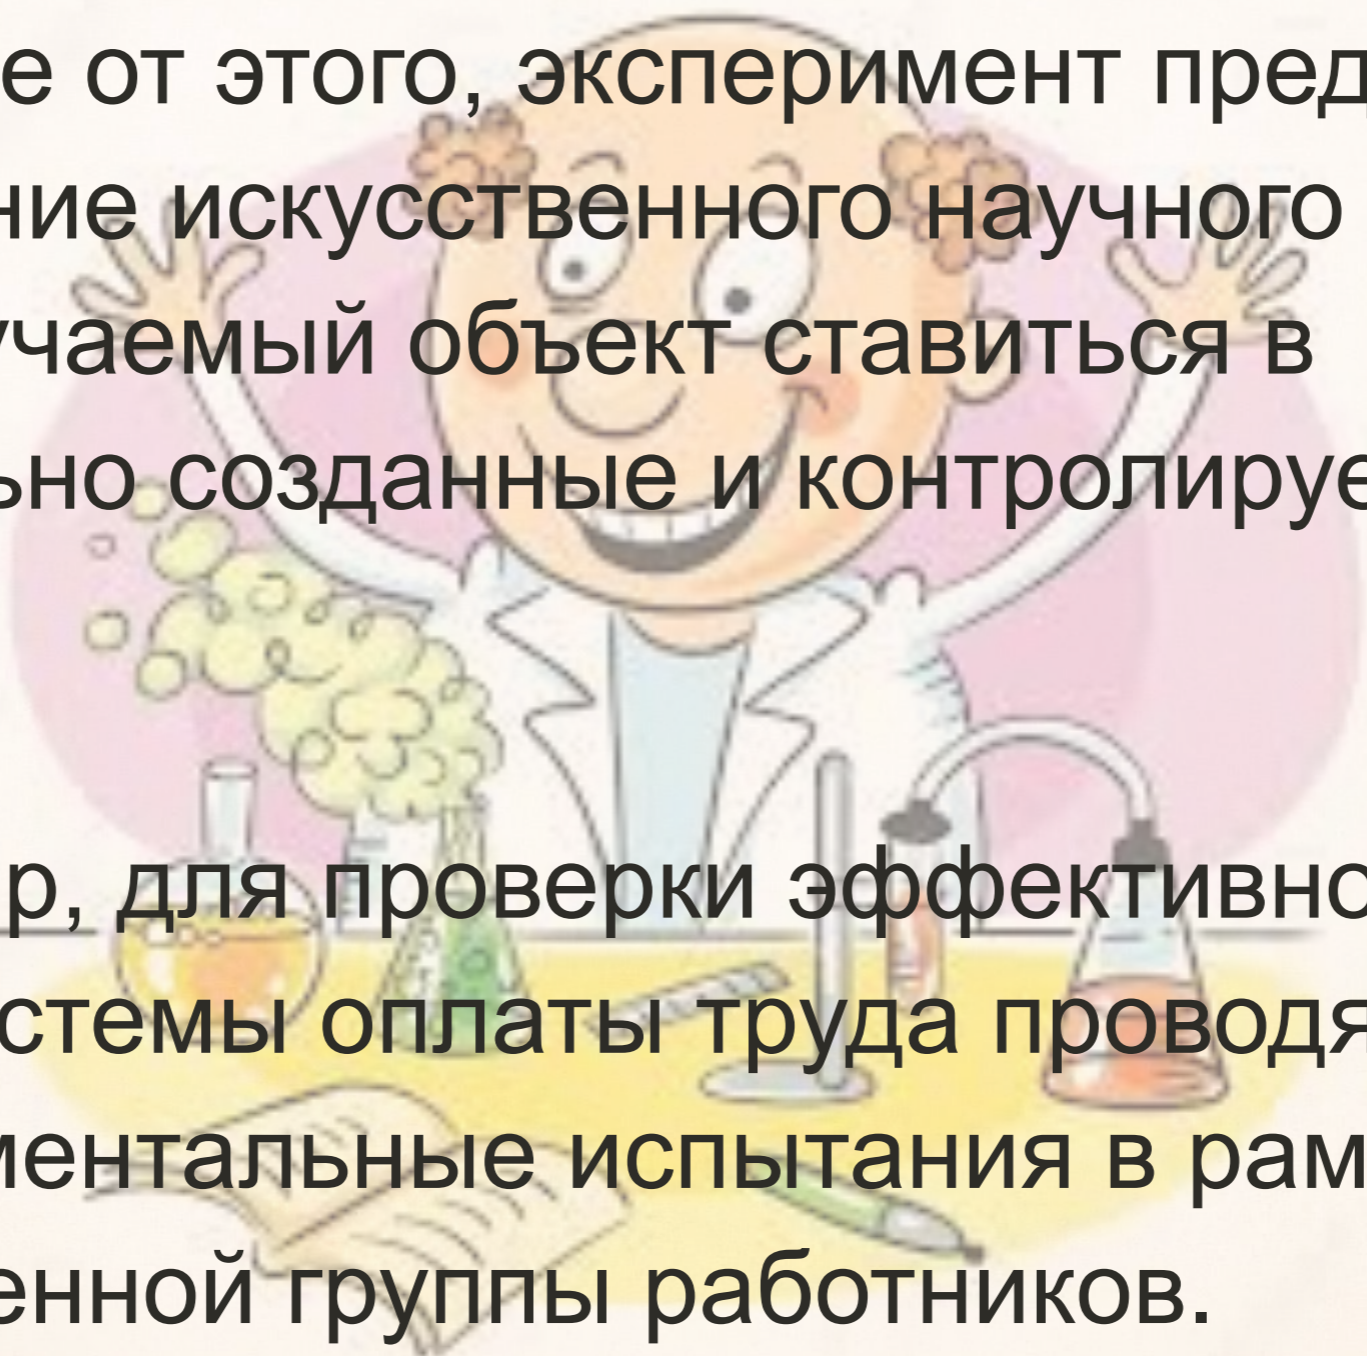 е от этого, эксперимент пред
ние искусственного научного
учаемый объект ставиться в
ьно созданные и контролируе
р, для проверки эффективно
стемы оплаты труда проводя
ментальные испытания в рам
енной группы работников.